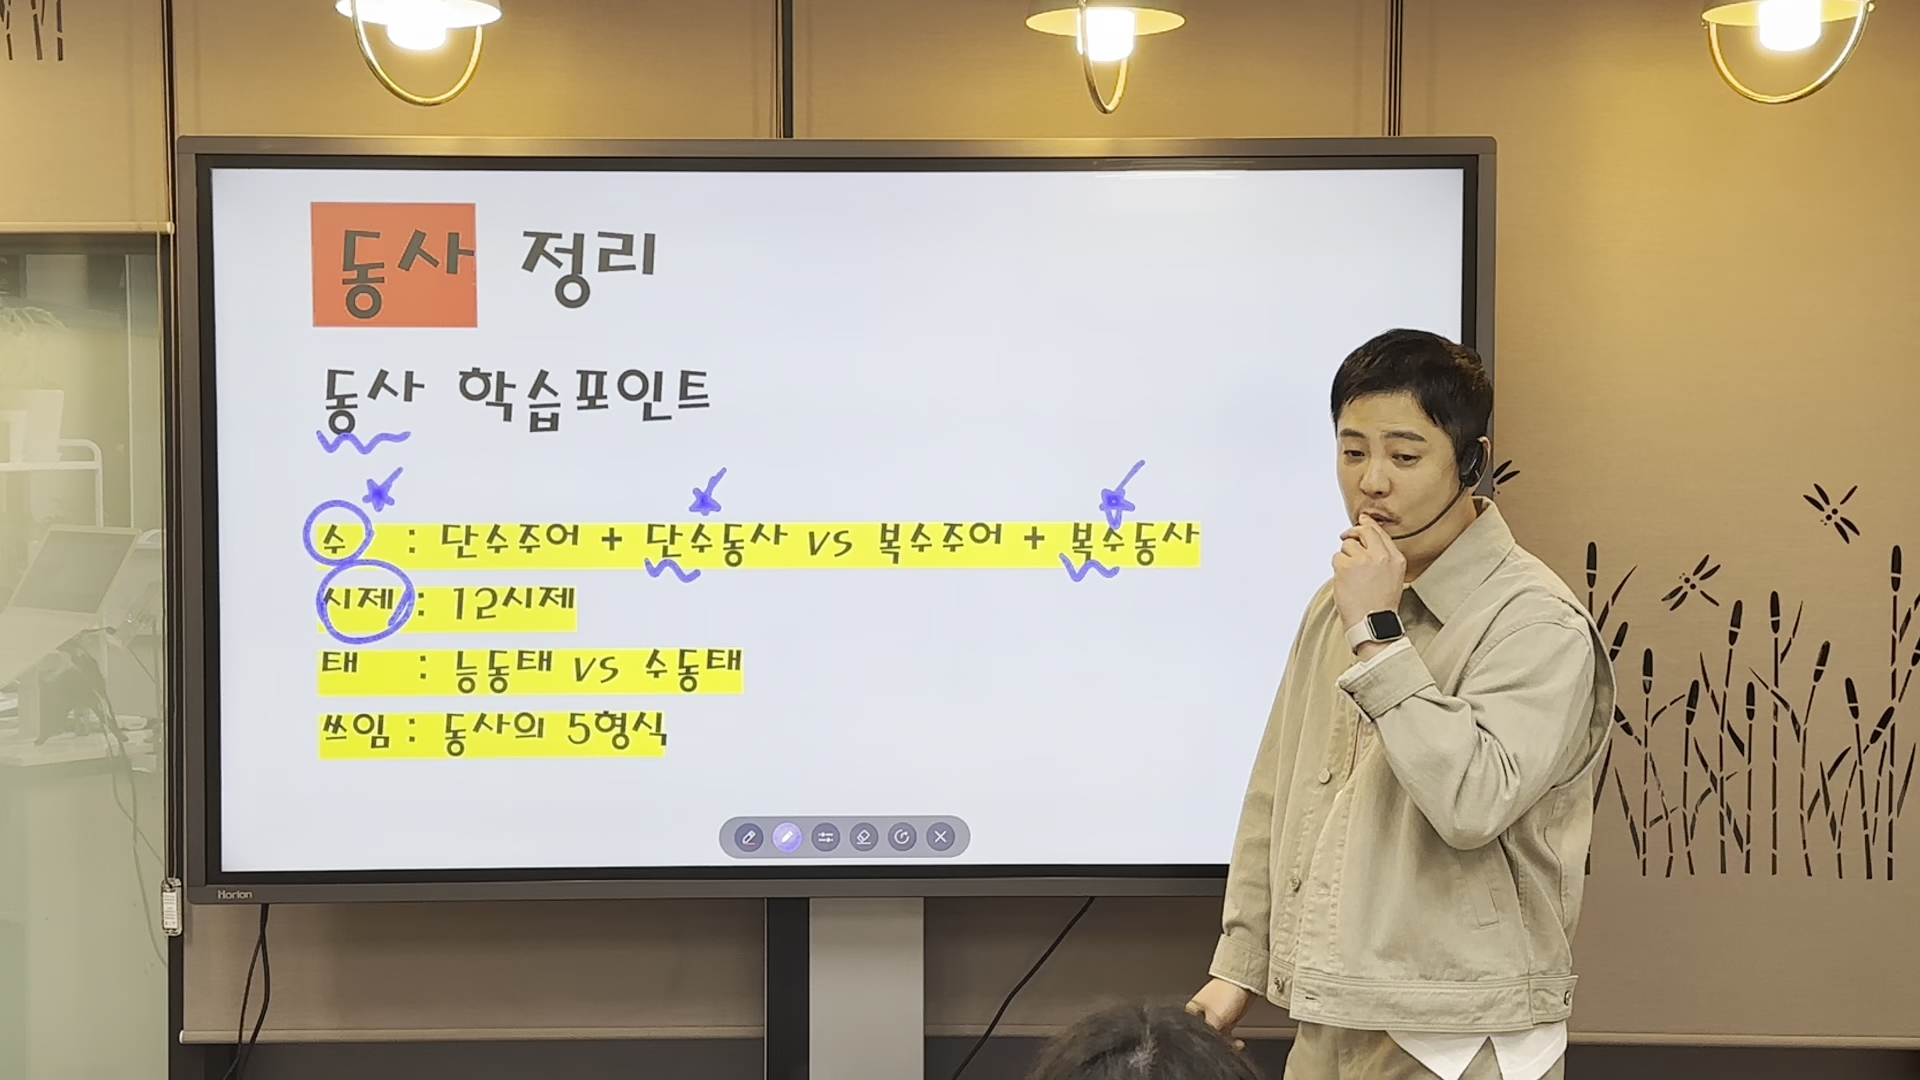 동사 정리
동사 학습포인트
수 : 단수주어 + 단수동사 vs 복수주어 + 복수동사
시제 : 12시제
태 : 능동태 vs 수동태
쓰임 : 동사의 5형식
Horion